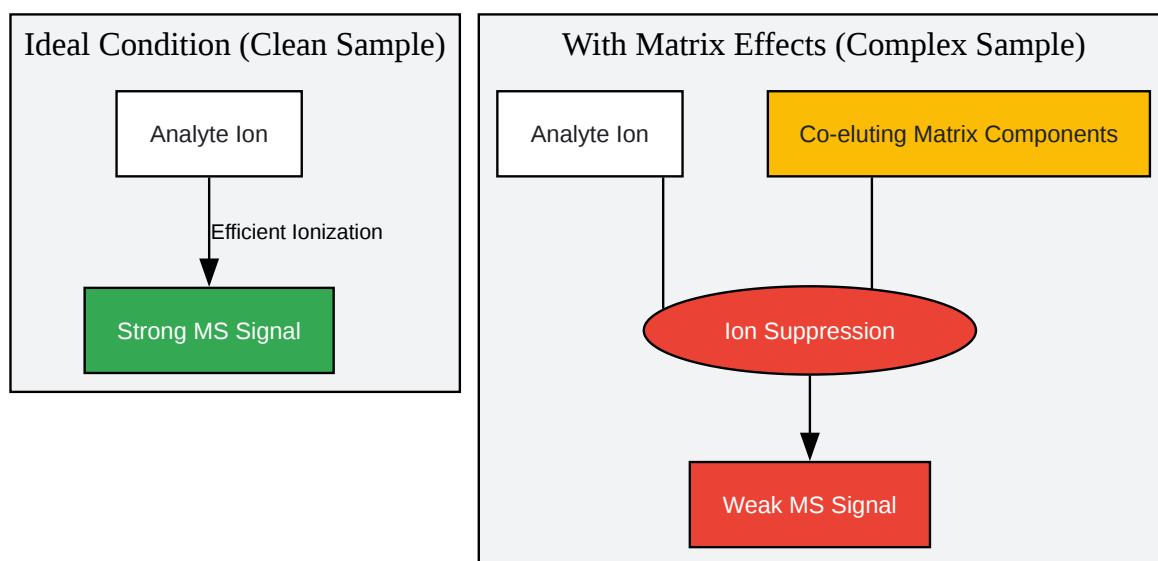 Ideal Condition (Clean Sample)
Analyte Ion
Efficient Ionization
Strong MS Signal
With Matrix Effects (Complex Sample)
Analyte Ion
Co-eluting Matrix Components
Ion Suppression
Weak MS Signal